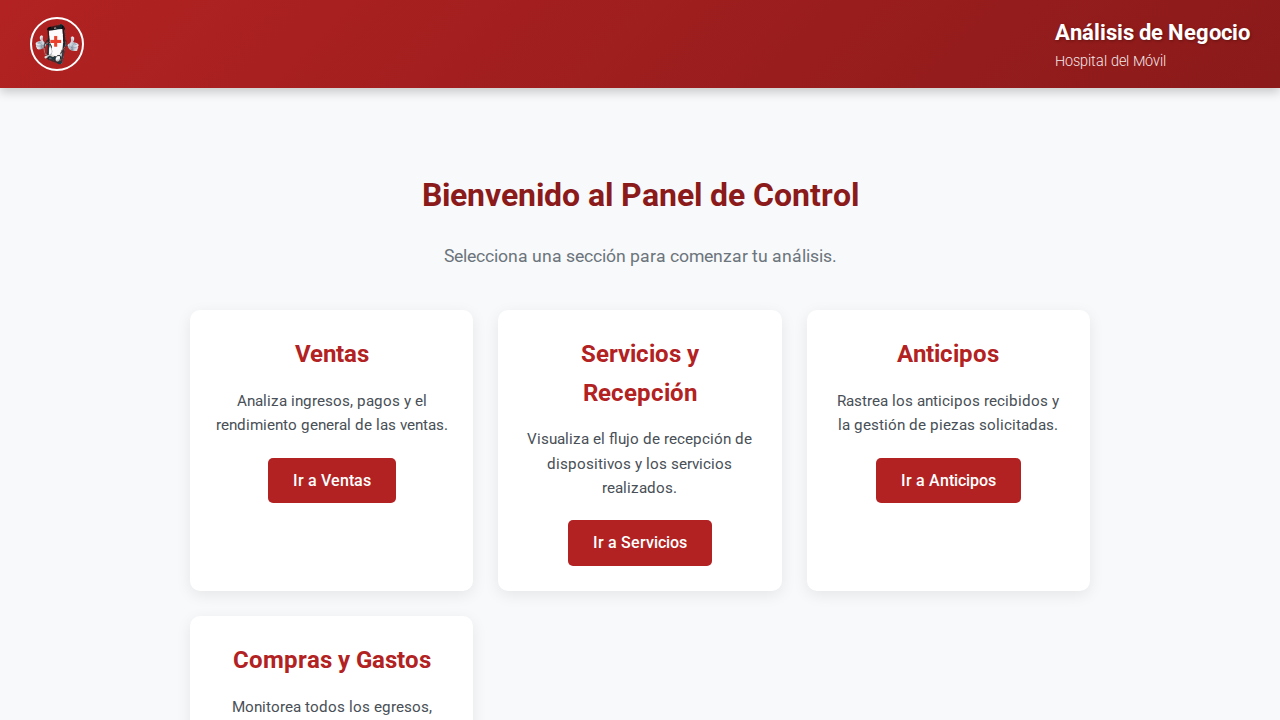 Análisis de Negocio
Hospital del Móvil
Bienvenido al Panel de Control
Selecciona una sección para comenzar tu análisis.
Ventas
Analiza ingresos, pagos y el
rendimiento general de las ventas.
Ir a Ventas
Servicios y
Recepción
Visualiza el flujo de recepción de
dispositivos y los servicios
realizados.
Ir a Servicios
Anticipos
Rastrea los anticipos recibidos y
la gestión de piezas solicitadas.
Ir a Anticipos
Compras y Gastos
Monitorea todos los egresos,